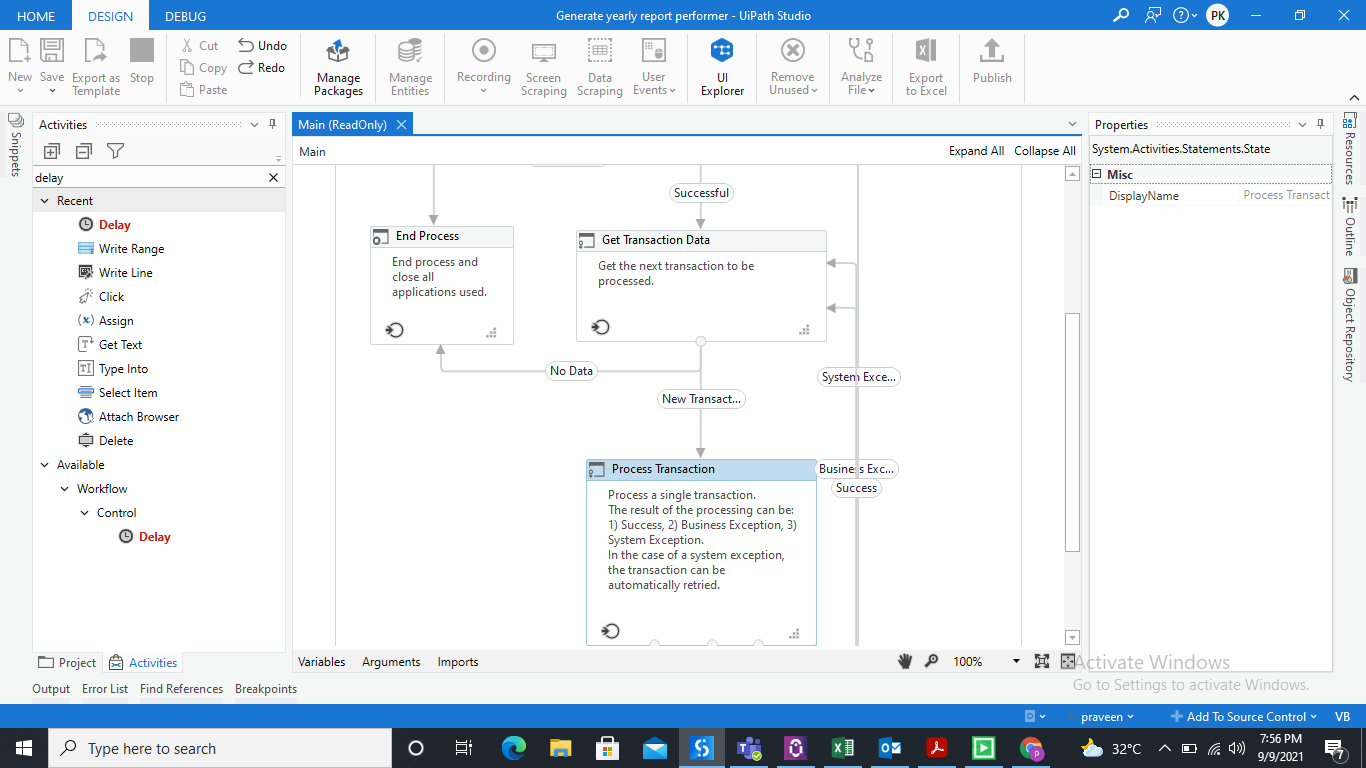 HOME DESIGN DEBUG Generate yearly report performer - UiPath Studio PK
New Save Export as Template Stop
Cut Copy Paste
Undo Redo
Manage Packages
Manage Entities
Recording
Screen Scraping
Data Scraping
User Events
UI Explorer
Remove Unused
Analyze File
Export to Excel
Publish
Snippets
Activities
delay
Recent
Delay
Write Range
Write Line
Click
Assign
Get Text
Type Into
Select Item
Attach Browser
Delete
Available
Workflow
Control
Delay
Project Activities
Main (ReadOnly)
Main Expand All Collapse All
Successful
End Process
End process and
close all
applications used.
Get Transaction Data
Get the next transaction to be
processed.
No Data
System Exce...
New Transact...
Process Transaction
Business Exc...
Success
Process a single transaction.
The result of the processing can be:
1) Success, 2) Business Exception, 3)
System Exception.
In the case of a system exception,
the transaction can be
automatically retried.
Variables Arguments Imports 100%
Properties
System.Activities.Statements.State
Misc
DisplayName Process Transact
Resources
Outline
Object Repository
Activate Windows
Go to Settings to activate Windows.
Output Error List Find References Breakpoints
praveen Add To Source Control VB
Type here to search
32°C
7:56 PM
9/9/2021
7